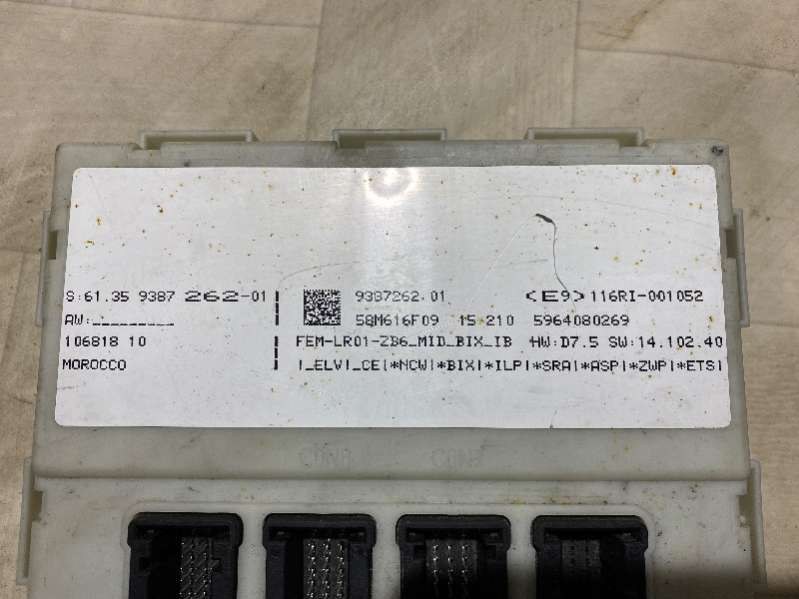 S:61.35 9387 262-01 9387262.01 <E9>116RI-001052
AW:_________ 58M616F09 15-210 5964080269
106818 10 FEM-LR01-ZB6_MID_BIX_IB HW:D7.5 SW:14.102.40
MOROCCO |_ELV|_CE|*NCW|*BIX|*ILP|*SRA|*ASP|*ZWP|*ETS|